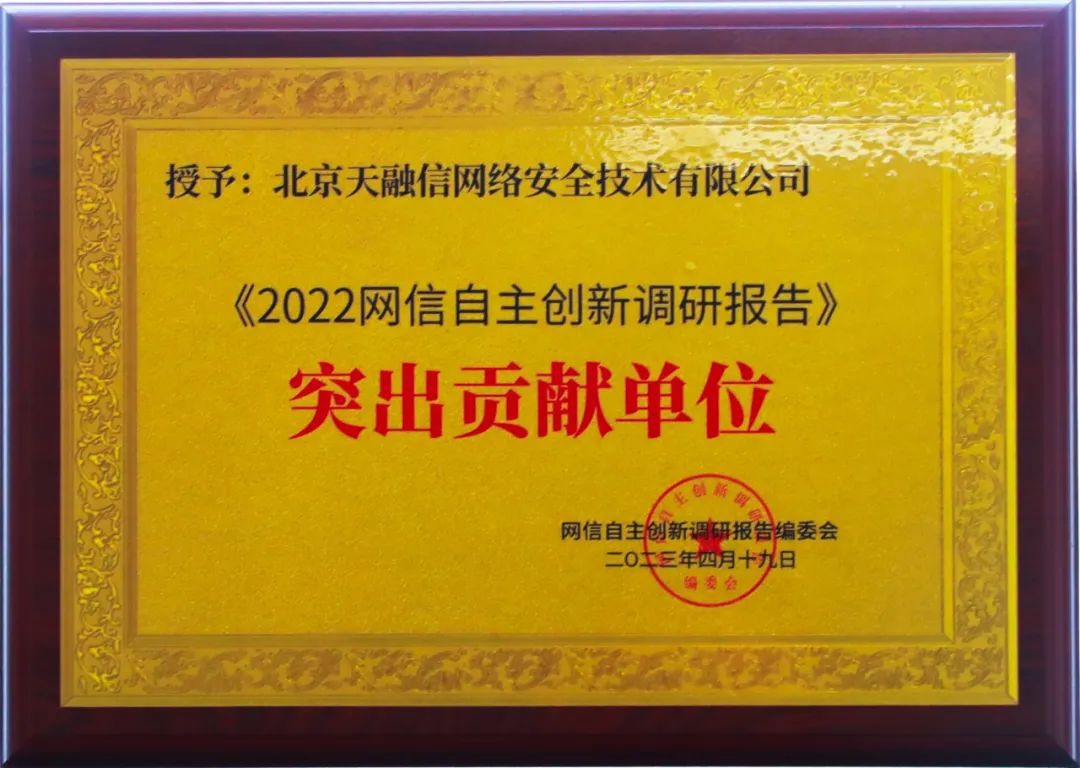 授予：北京天融信网络安全技术有限公司
《2022网信自主创新调研报告》
突出贡献单位
网信自主创新调研报告编委会
二〇二三年四月十九日
编委会